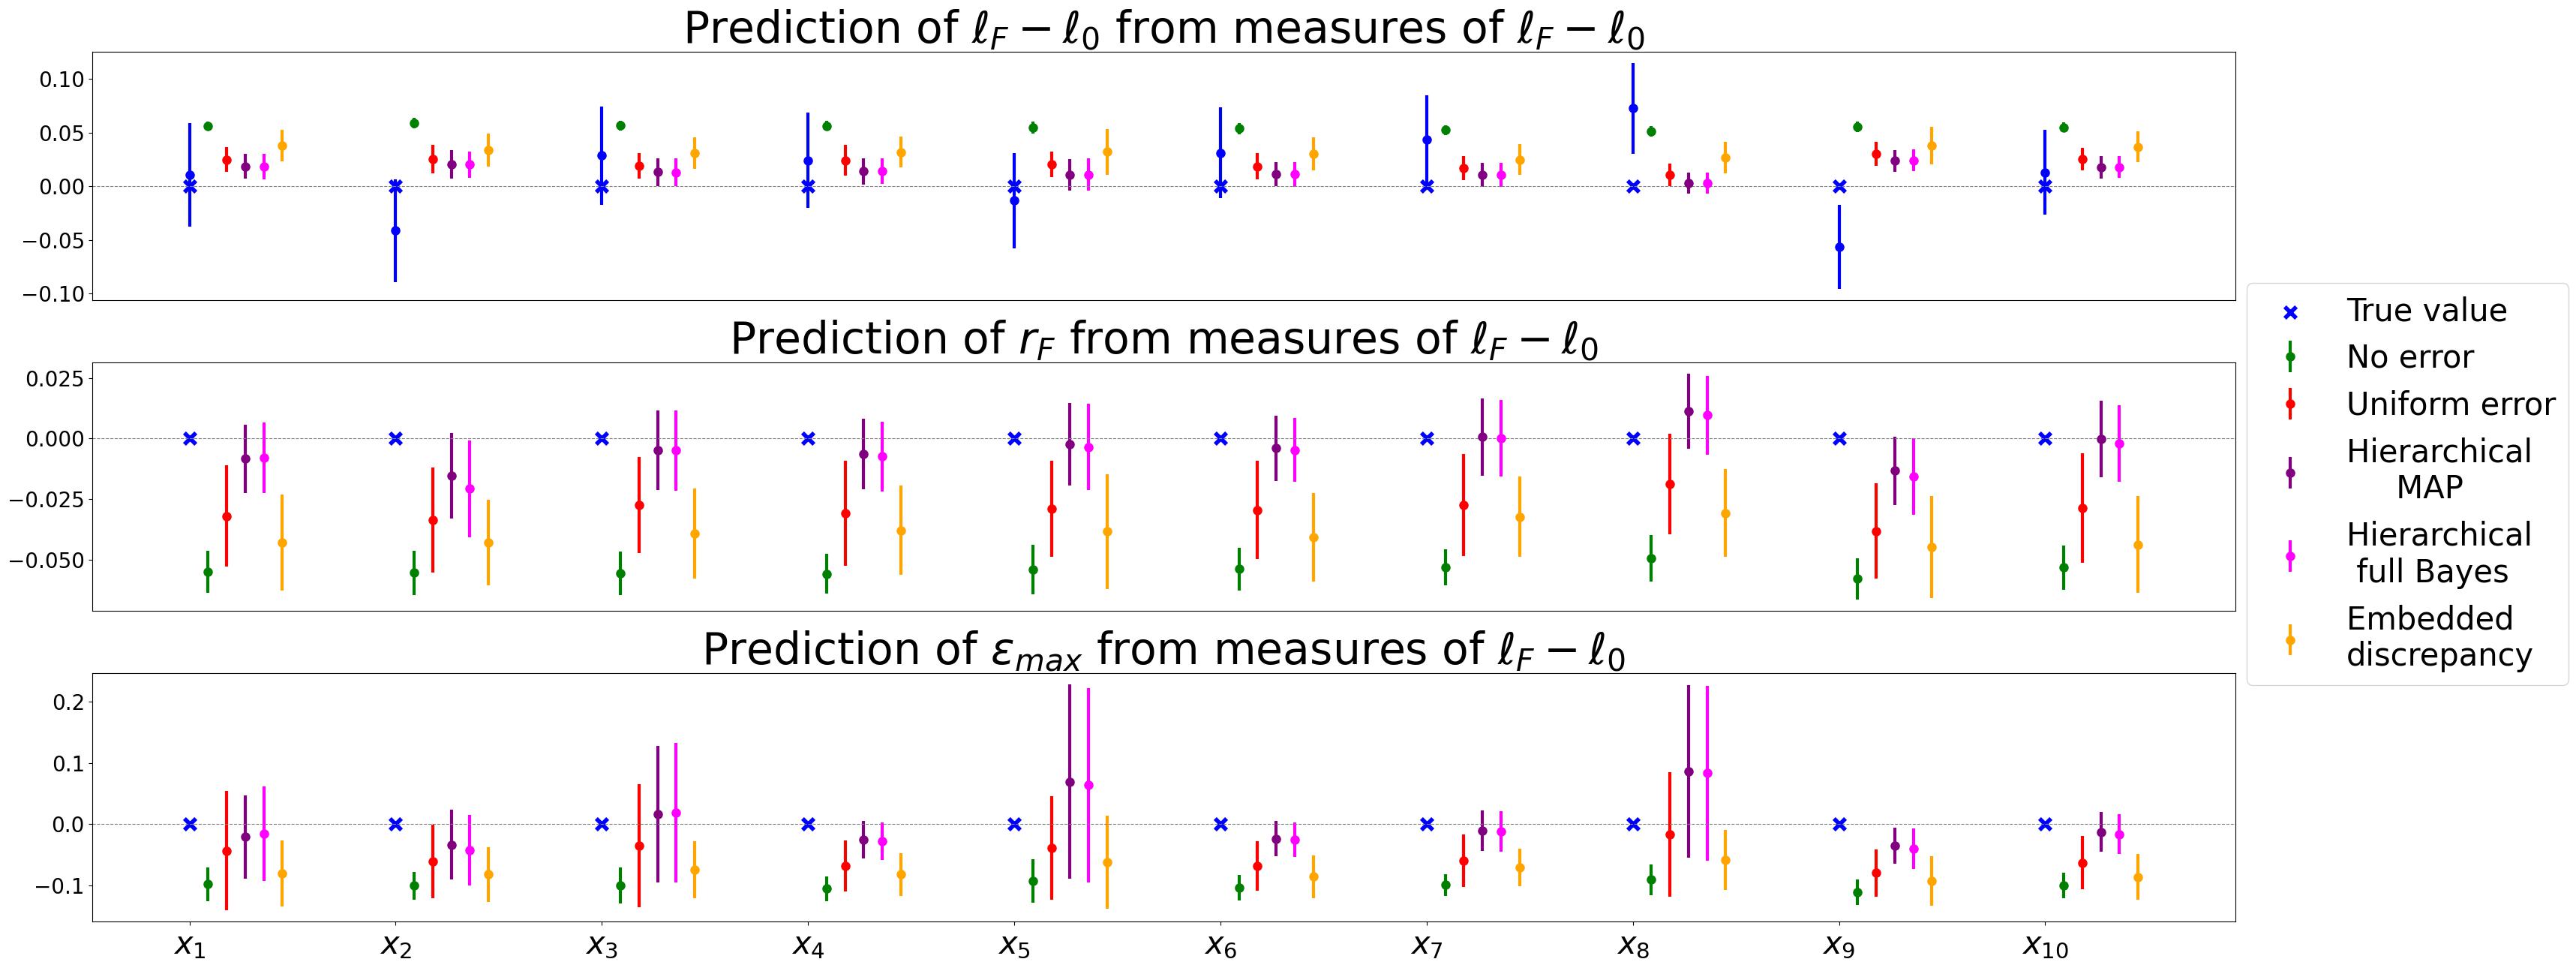 Prediction of ℓ_F − ℓ_0 from measures of ℓ_F − ℓ_0
0.10
0.05
0.00
−0.05
−0.10
Prediction of r_F from measures of ℓ_F − ℓ_0
0.025
0.000
−0.025
−0.050
Prediction of ε_max from measures of ℓ_F − ℓ_0
0.2
0.1
0.0
−0.1
x_1 x_2 x_3 x_4 x_5 x_6 x_7 x_8 x_9 x_10
True value
No error
Uniform error
Hierarchical
MAP
Hierarchical
full Bayes
Embedded
discrepancy